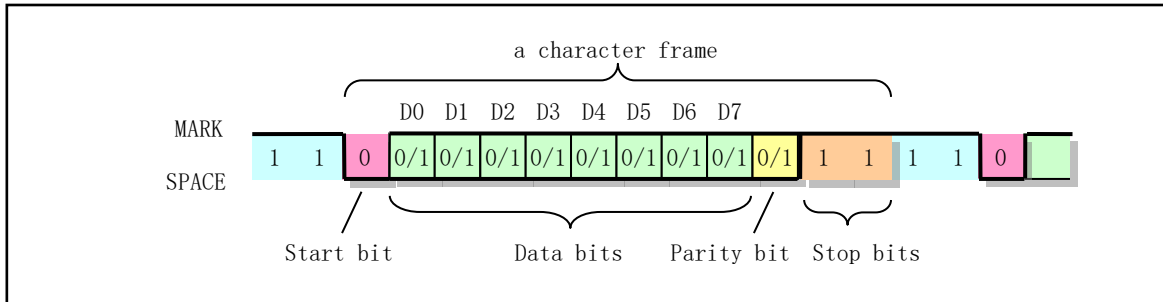 a character frame
D0 D1 D2 D3 D4 D5 D6 D7
MARK
1 1 0 0/1 0/1 0/1 0/1 0/1 0/1 0/1 0/1 0/1 1 1 1 1 0
SPACE
Start bit Data bits Parity bit Stop bits